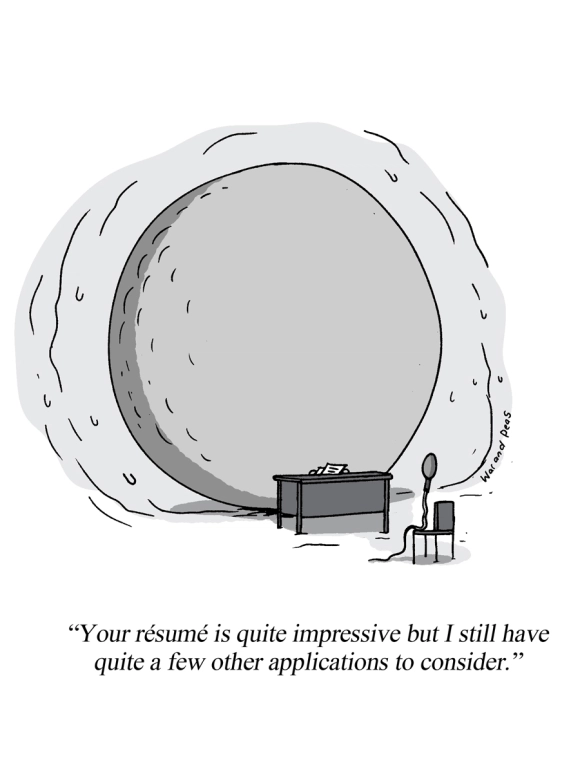 War and Peas
“Your résumé is quite impressive but I still have
quite a few other applications to consider.”